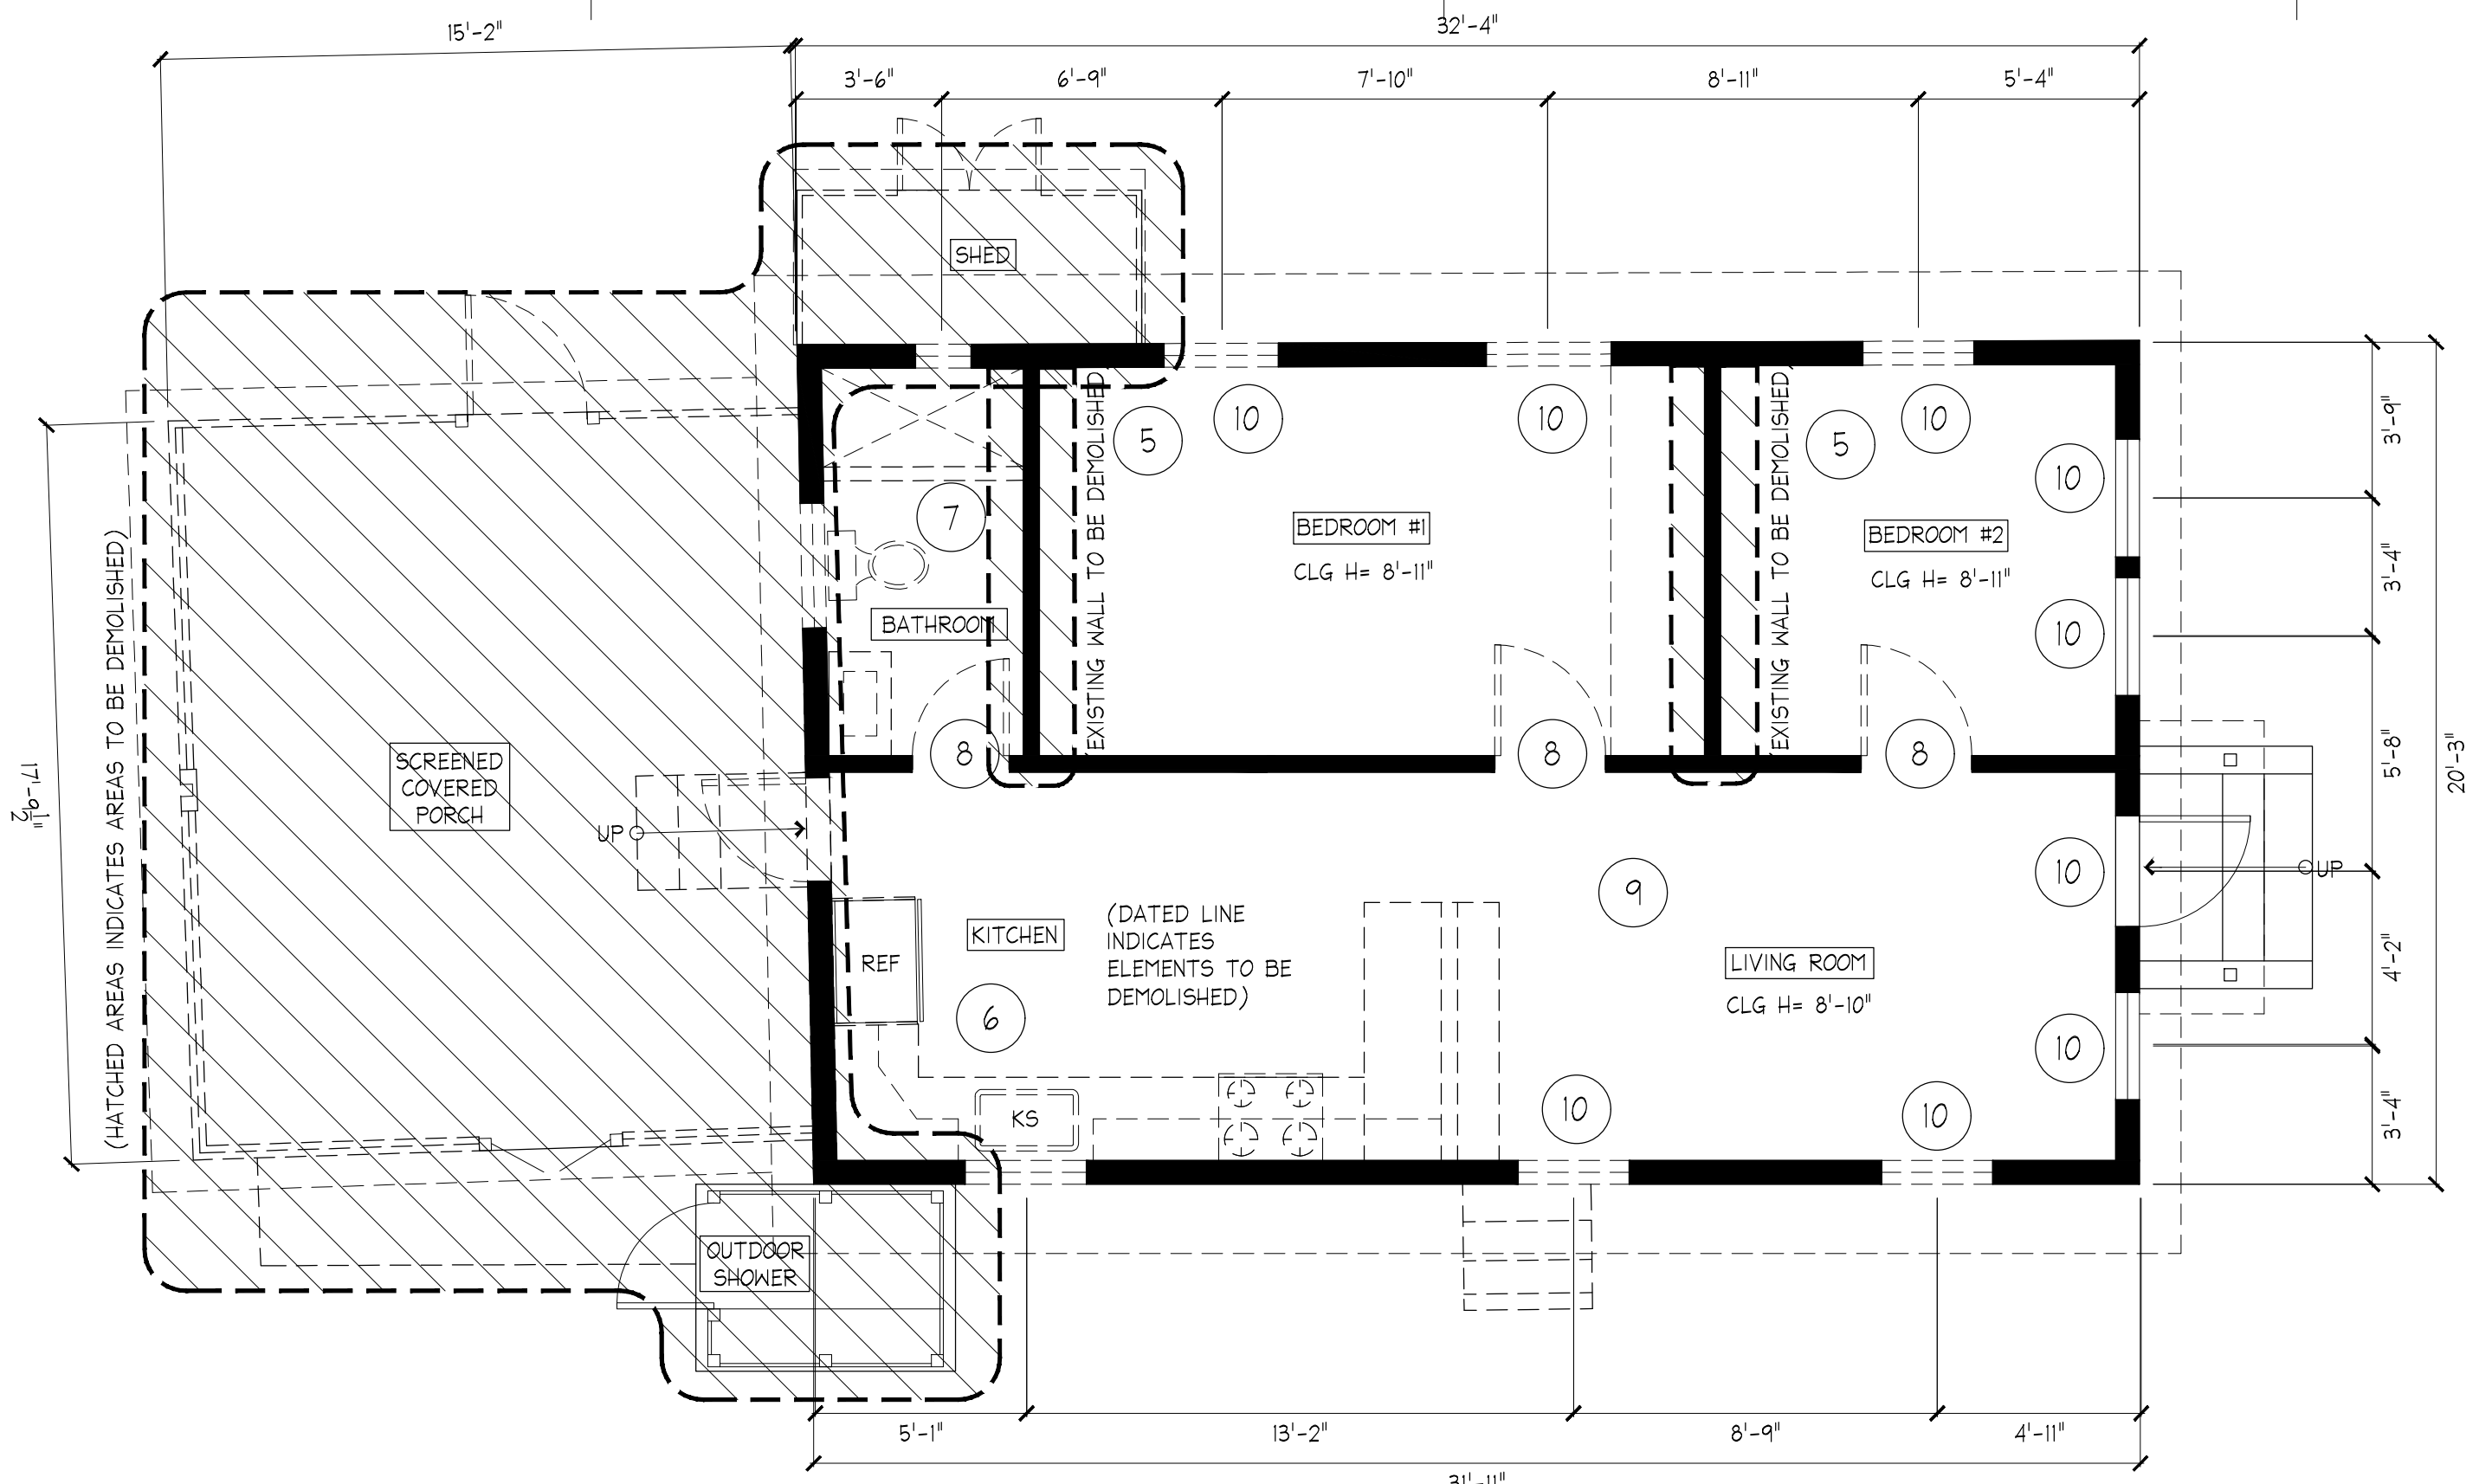 15'-2"
32'-4"
3'-6"
6'-9"
7'-10"
8'-11"
5'-4"
SHED
(HATCHED AREAS INDICATES AREAS TO BE DEMOLISHED)
17'-9½"
SCREENED
COVERED
PORCH
UP
7
BATHROOM
8
(EXISTING WALL TO BE DEMOLISHED)
5
10
10
BEDROOM #1
CLG H= 8'-11"
8
(EXISTING WALL TO BE DEMOLISHED)
5
10
10
BEDROOM #2
CLG H= 8'-11"
10
8
3'-9"
3'-4"
5'-8"
20'-3"
4'-2"
3'-4"
UP
KITCHEN
REF
6
KS
(DATED LINE
INDICATES
ELEMENTS TO BE
DEMOLISHED)
9
LIVING ROOM
CLG H= 8'-10"
10
10
10
10
OUTDOOR
SHOWER
5'-1"
13'-2"
8'-9"
4'-11"
31'-11"